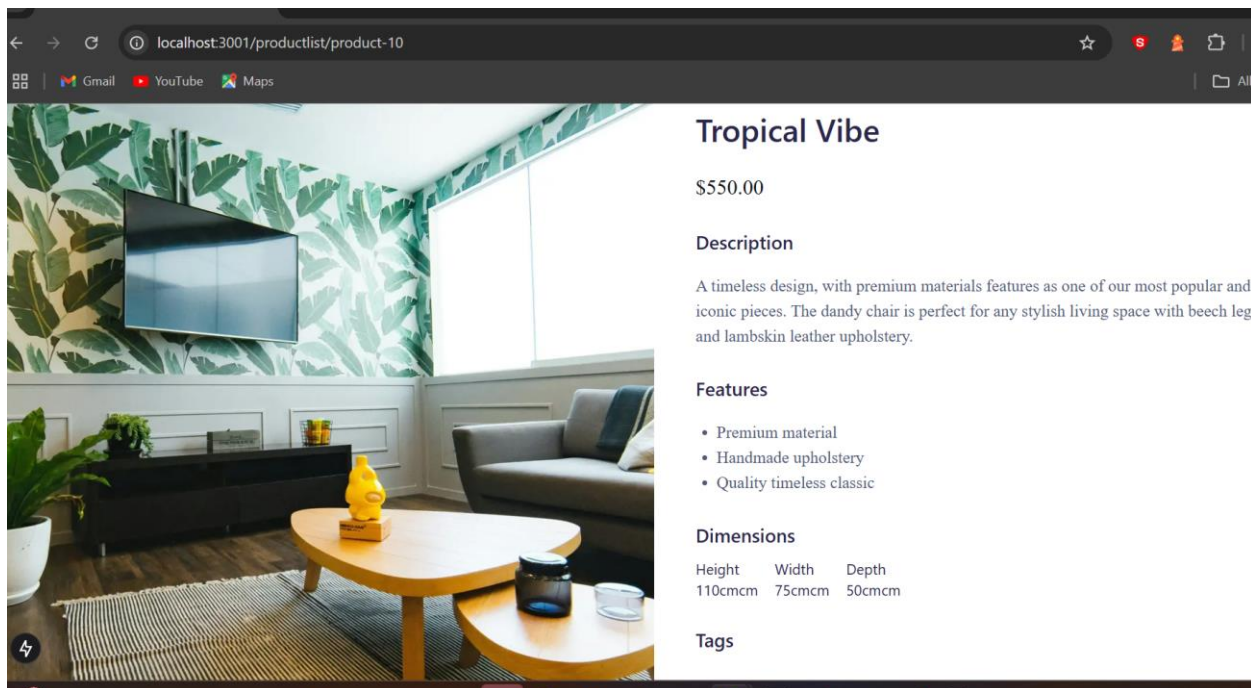 localhost:3001/productlist/product-10
Gmail YouTube Maps
Tropical Vibe
$550.00
Description
A timeless design, with premium materials features as one of our most popular and
iconic pieces. The dandy chair is perfect for any stylish living space with beech leg
and lambskin leather upholstery.
Features
• Premium material
• Handmade upholstery
• Quality timeless classic
Dimensions
Height Width Depth
110cmcm 75cmcm 50cmcm
Tags